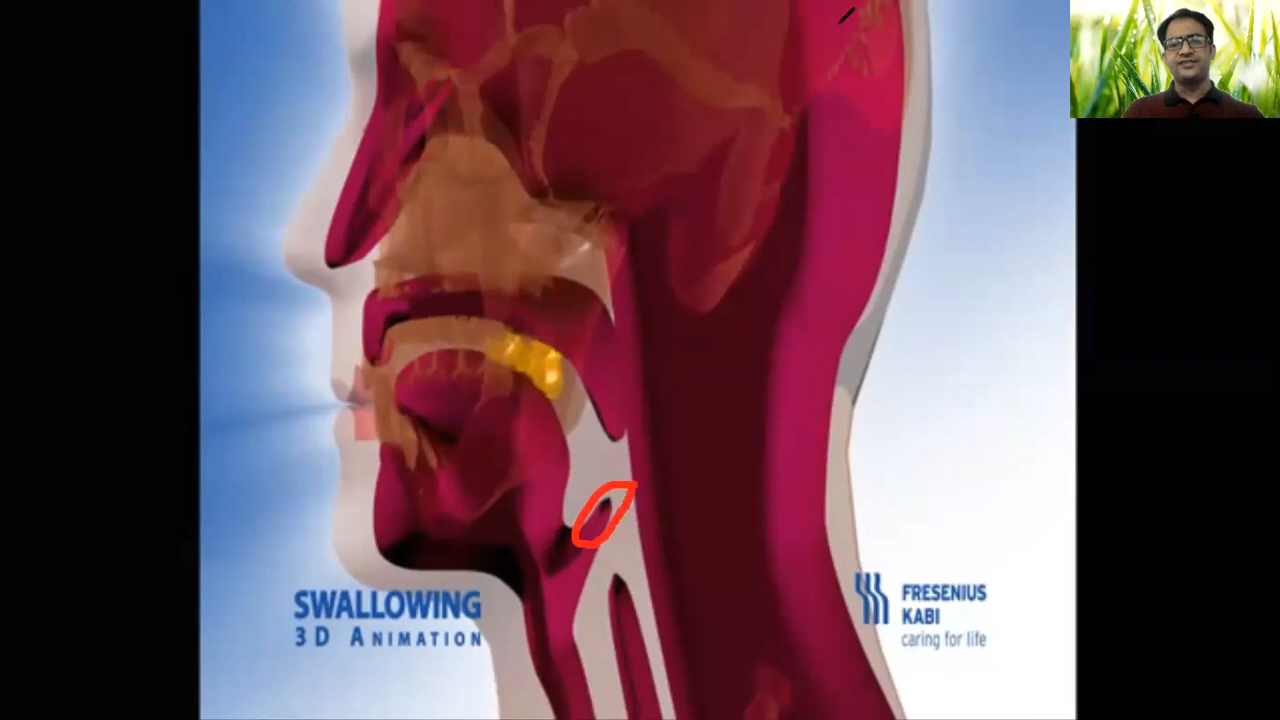 SWALLOWING
3D ANIMATION
FRESENIUS
KABI
caring for life